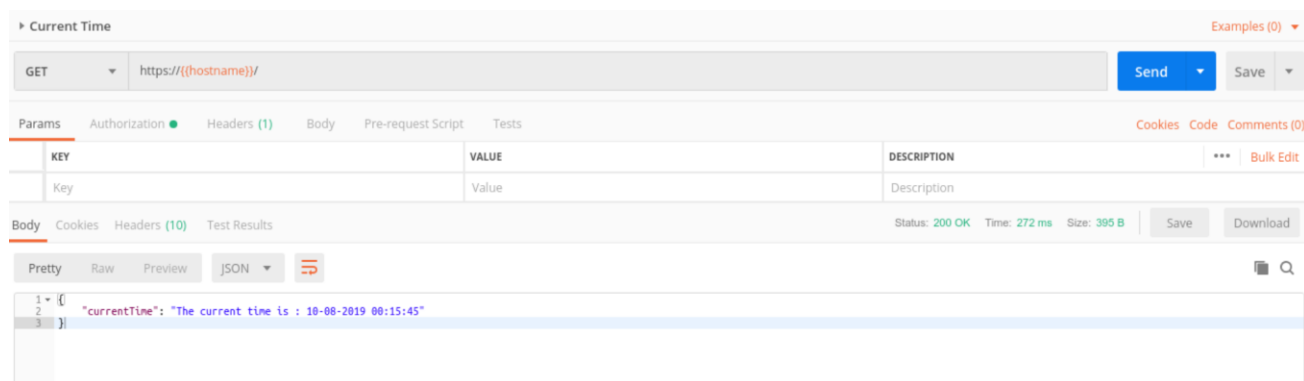 Current Time Examples (0)
GET https://{{hostname}}/ Send Save
Params Authorization Headers (1) Body Pre-request Script Tests Cookies Code Comments (0)
KEY VALUE DESCRIPTION ••• Bulk Edit
Key Value Description
Body Cookies Headers (10) Test Results Status: 200 OK Time: 272 ms Size: 395 B Save Download
Pretty Raw Preview JSON
1 {
2 "currentTime": "The current time is : 10-08-2019 00:15:45"
3 }